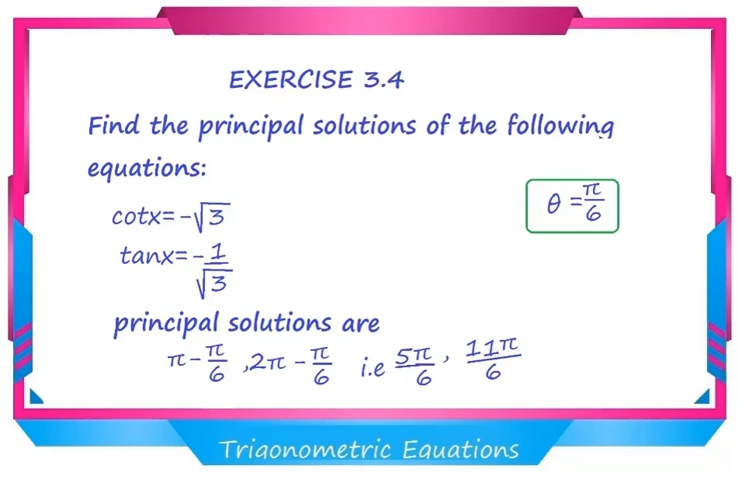 EXERCISE 3.4
Find the principal solutions of the following
equations:
cotx= -√3
θ = π/6
tanx= -1/√3
principal solutions are
π - π/6 , 2π - π/6 i.e 5π/6 , 11π/6
Triaonometric Equations